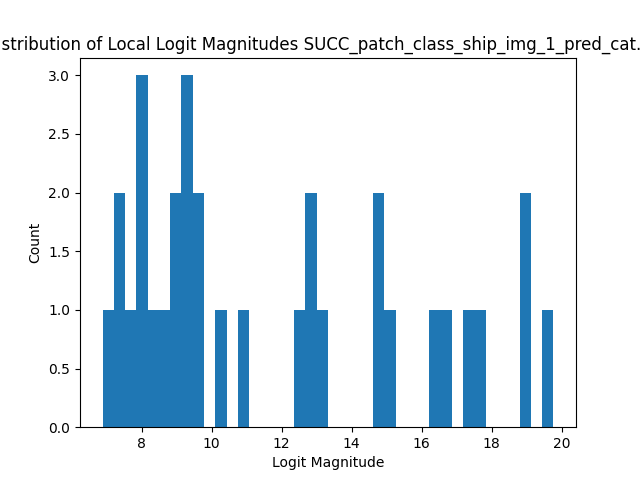 stribution of Local Logit Magnitudes SUCC_patch_class_ship_img_1_pred_cat.
3.0
2.5
2.0
1.5
1.0
0.5
0.0
Count
8 10 12 14 16 18 20
Logit Magnitude